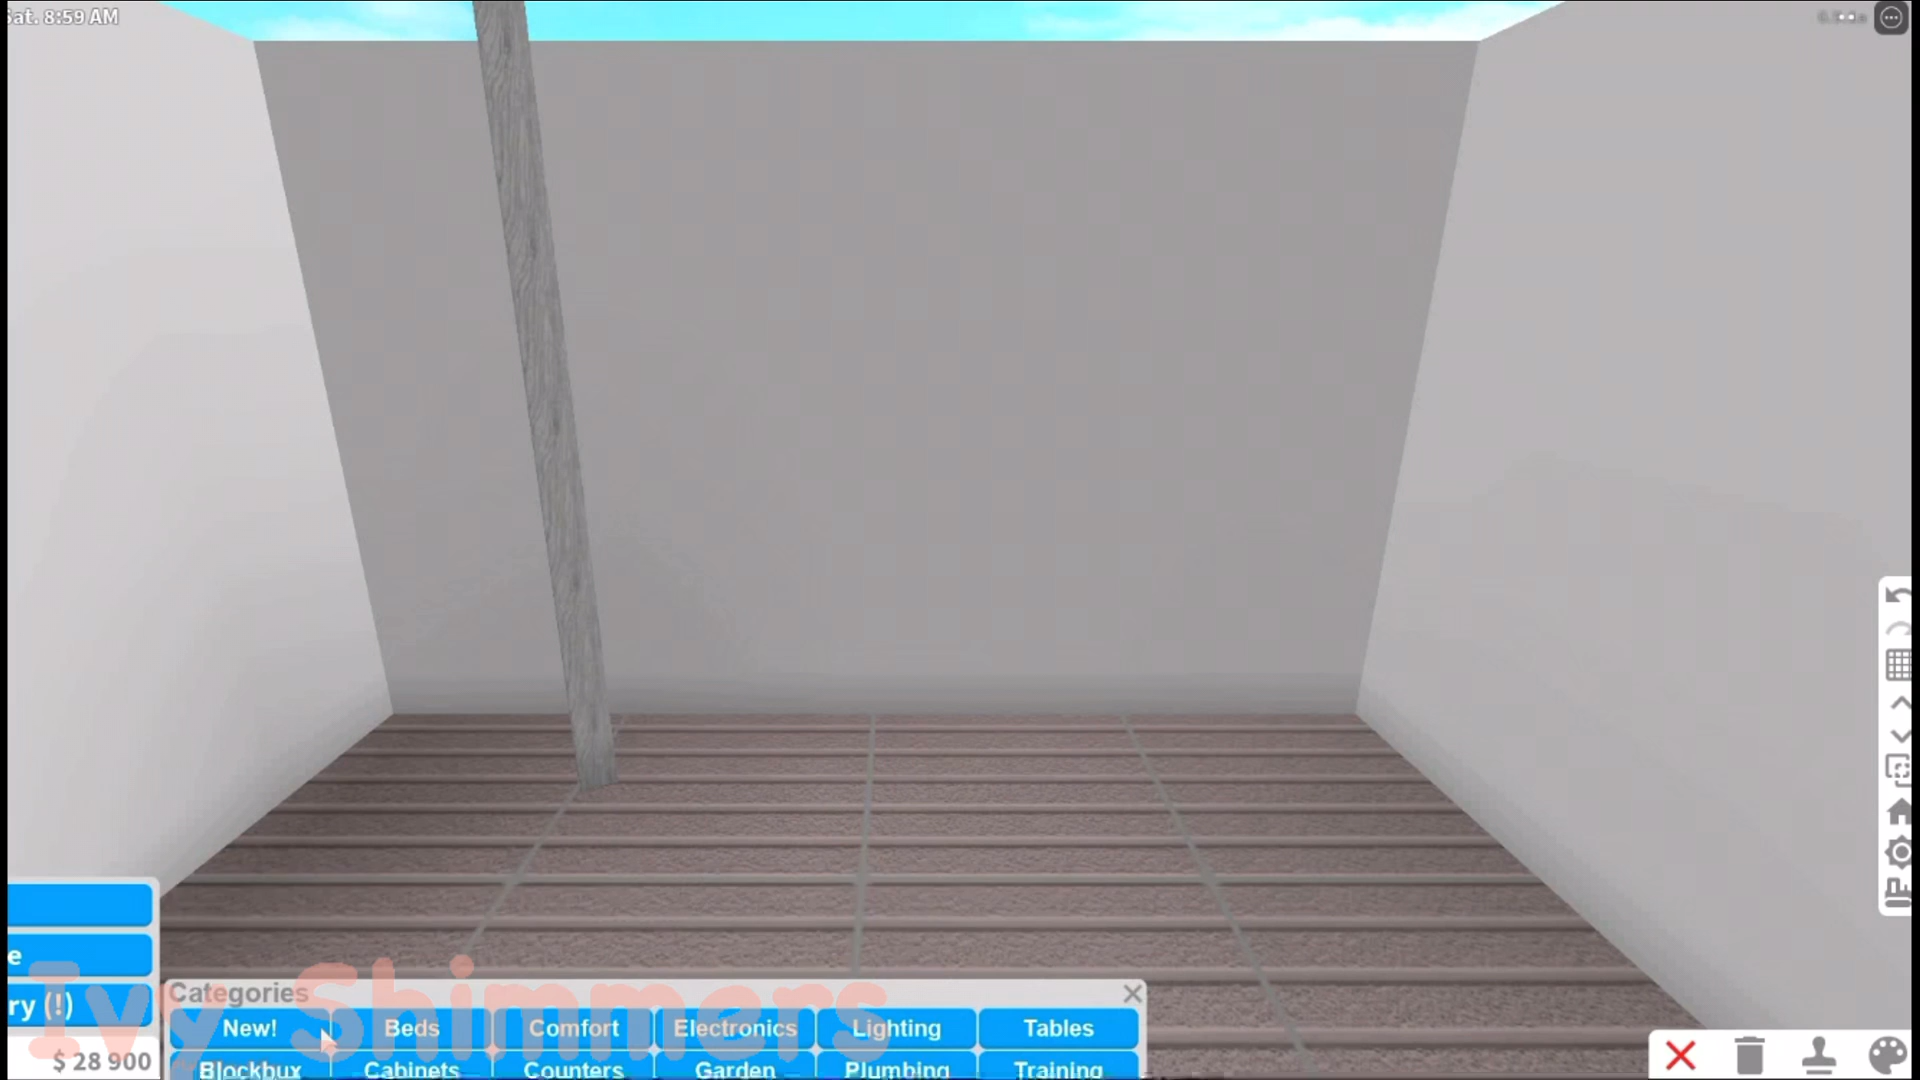 Sat. 8:59 AM
e
ry (!)
$ 28 900
Ivy Shimmers
Categories
New! Beds Comfort Electronics Lighting Tables
Blockbux Cabinets Counters Garden Plumbing Training